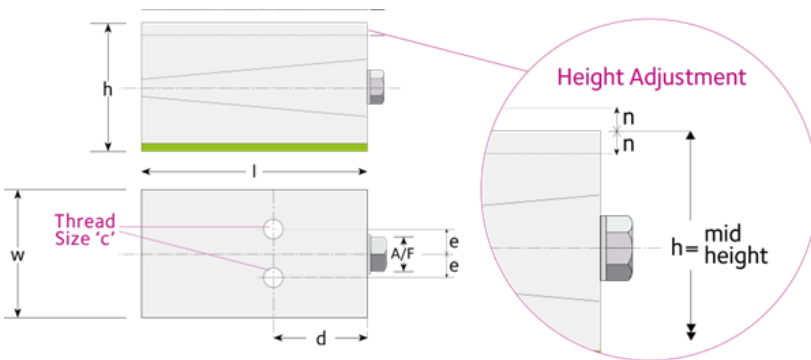 h
l
Thread
Size 'c'
w
A/F
e
e
d
Height Adjustment
n
n
h = mid
height